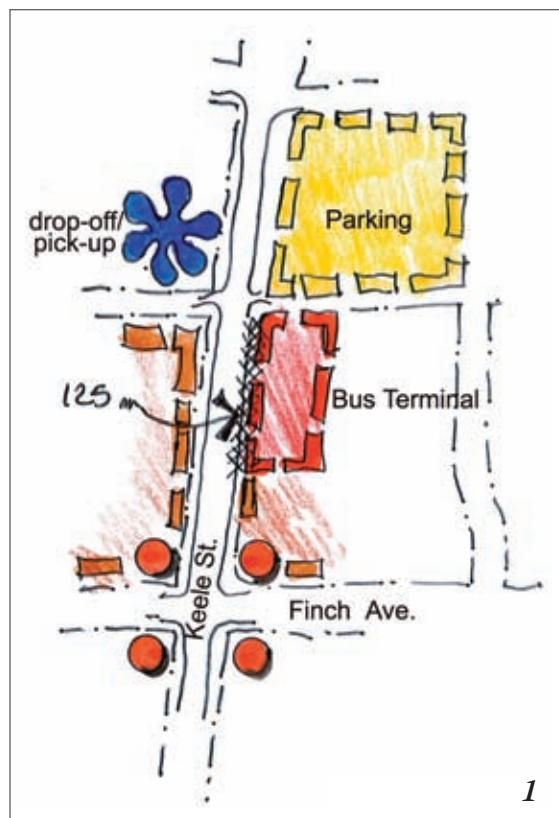 drop-off/
pick-up
Parking
125 m
Bus Terminal
Keele St.
Finch Ave.
1